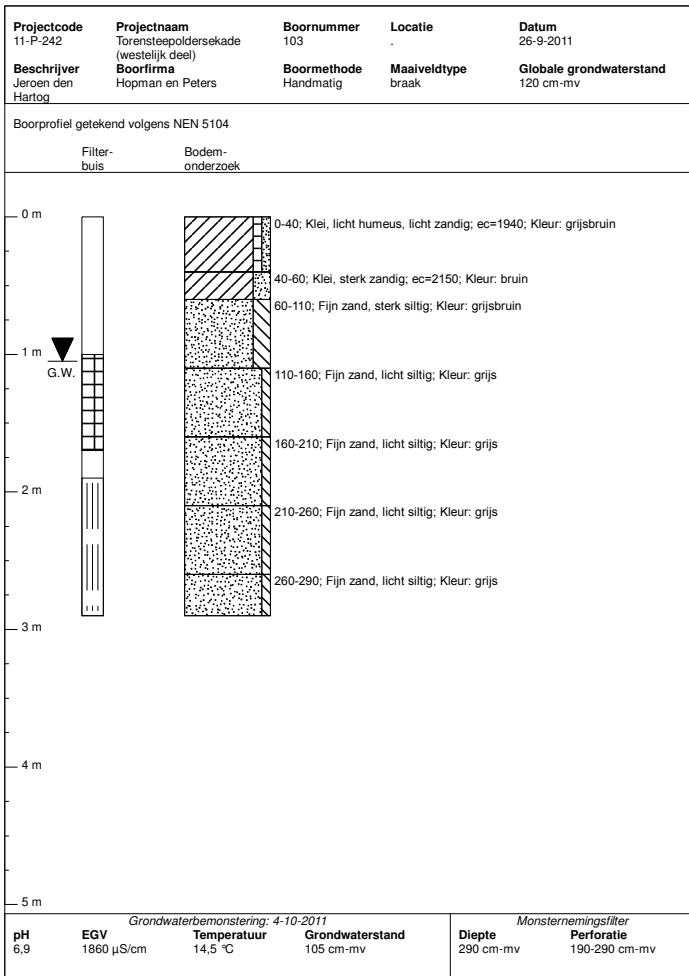 Projectcode Projectnaam Boornummer Locatie Datum
11-P-242 Torensteepoldersekade 103 . 26-9-2011
(westelijk deel)
Beschrijver Boorfirma Boormethode Maaiveldtype Globale grondwaterstand
Jeroen den Hopman en Peters Handmatig braak 120 cm-mv
Hartog
Boorprofiel getekend volgens NEN 5104
Filter- Bodem-
buis onderzoek
0 m
0-40; Klei, licht humeus, licht zandig; ec=1940; Kleur: grijsbruin
40-60; Klei, sterk zandig; ec=2150; Kleur: bruin
60-110; Fijn zand, sterk siltig; Kleur: grijsbruin
1 m
G.W.
110-160; Fijn zand, licht siltig; Kleur: grijs
160-210; Fijn zand, licht siltig; Kleur: grijs
2 m
210-260; Fijn zand, licht siltig; Kleur: grijs
260-290; Fijn zand, licht siltig; Kleur: grijs
3 m
4 m
5 m
Grondwaterbemonstering: 4-10-2011 Monsternemingsfilter
pH EGV Temperatuur Grondwaterstand Diepte Perforatie
6,9 1860 µS/cm 14,5 °C 105 cm-mv 290 cm-mv 190-290 cm-mv